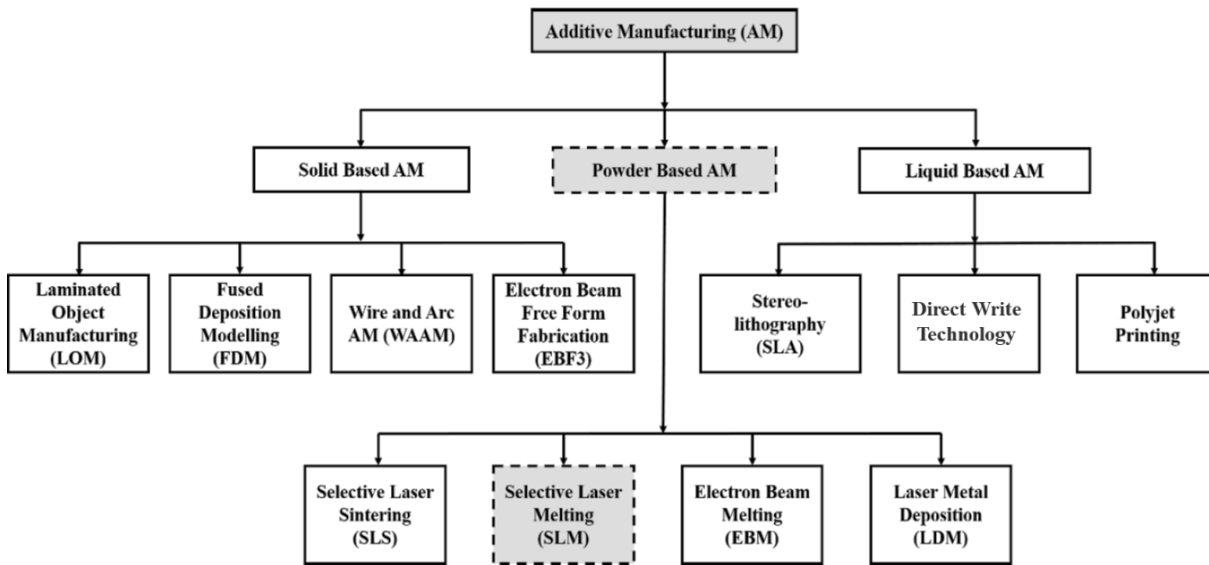 Additive Manufacturing (AM)
Solid Based AM
Powder Based AM
Liquid Based AM
Laminated
Object
Manufacturing
(LOM)
Fused
Deposition
Modelling
(FDM)
Wire and Arc
AM (WAAM)
Electron Beam
Free Form
Fabrication
(EBF3)
Stereo-
lithography
(SLA)
Direct Write
Technology
Polyjet
Printing
Selective Laser
Sintering
(SLS)
Selective Laser
Melting
(SLM)
Electron Beam
Melting
(EBM)
Laser Metal
Deposition
(LDM)